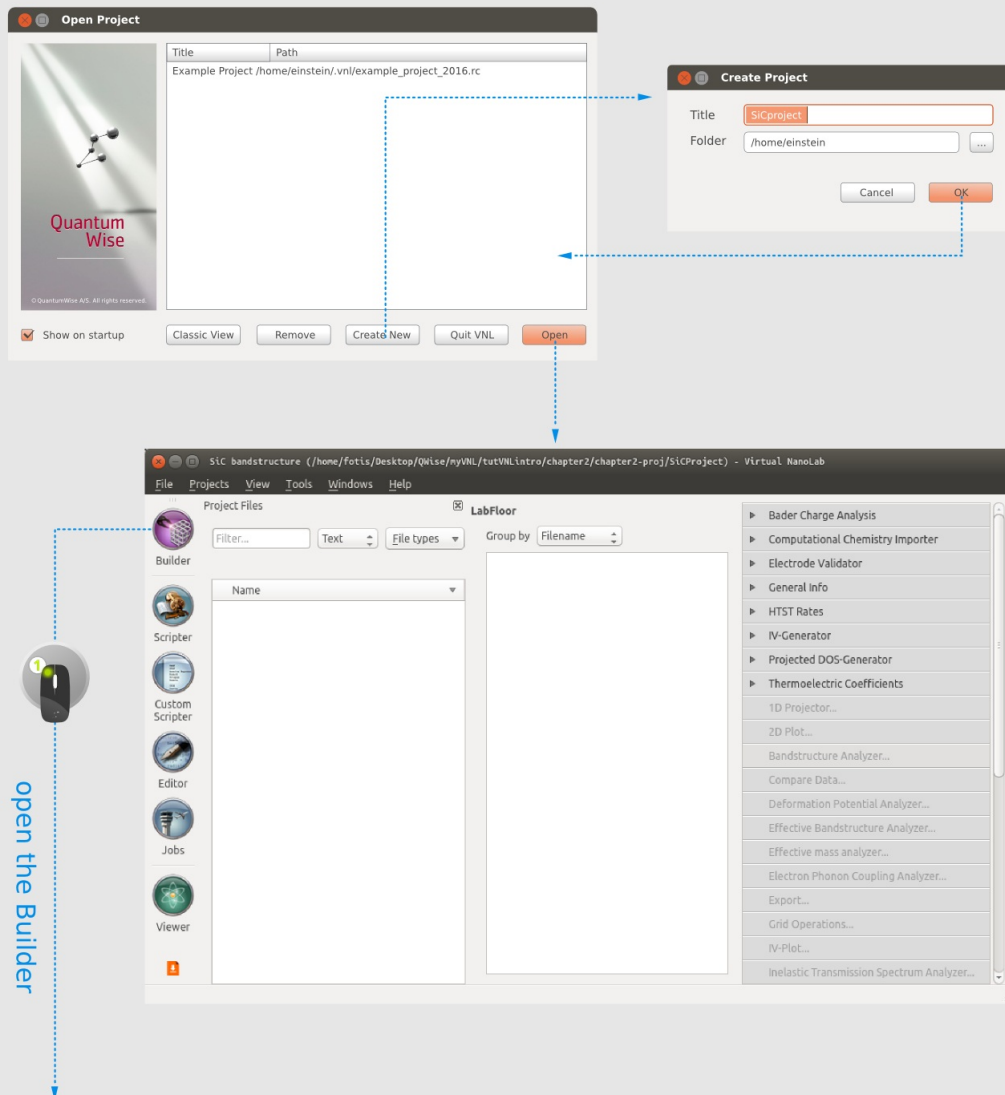 Open Project
Title Path
Example Project /home/einstein/.vnl/example_project_2016.rc
Quantum
Wise
© QuantumWise A/S. All rights reserved.
Show on startup
Classic View Remove Create New Quit VNL Open
Create Project
Title SiCproject
Folder /home/einstein ...
Cancel OK
SiC bandstructure (/home/fotis/Desktop/QWise/myVNL/tutVNLintro/chapter2/chapter2-proj/SiCProject) - Virtual NanoLab
File Projects View Tools Windows Help
Project Files
Filter... Text File types
Name
Builder
Scripter
Custom
Scripter
Editor
Jobs
Viewer
LabFloor
Group by Filename
Bader Charge Analysis
Computational Chemistry Importer
Electrode Validator
General Info
HTST Rates
IV-Generator
Projected DOS-Generator
Thermoelectric Coefficients
1D Projector...
2D Plot...
Bandstructure Analyzer...
Compare Data...
Deformation Potential Analyzer...
Effective Bandstructure Analyzer...
Effective mass analyzer...
Electron Phonon Coupling Analyzer...
Export...
Grid Operations...
IV-Plot...
Inelastic Transmission Spectrum Analyzer...
1
open the Builder